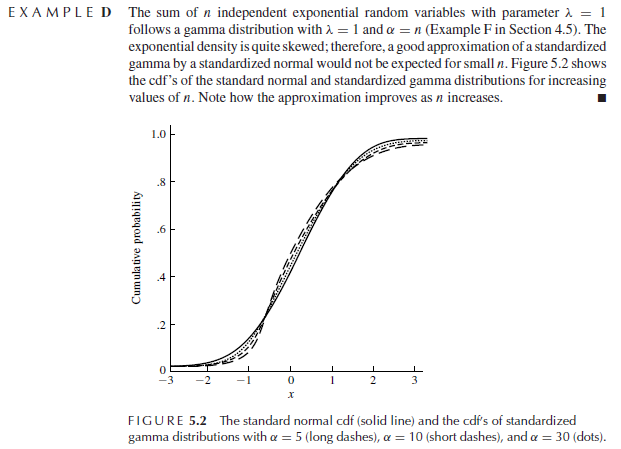 EXAMPLE D The sum of n independent exponential random variables with parameter λ = 1
follows a gamma distribution with λ = 1 and α = n (Example F in Section 4.5). The
exponential density is quite skewed; therefore, a good approximation of a standardized
gamma by a standardized normal would not be expected for small n. Figure 5.2 shows
the cdf's of the standard normal and standardized gamma distributions for increasing
values of n. Note how the approximation improves as n increases. ■
1.0
.8
.6
.4
.2
0
Cumulative probability
−3 −2 −1 0 1 2 3
x
FIGURE 5.2 The standard normal cdf (solid line) and the cdf's of standardized
gamma distributions with α = 5 (long dashes), α = 10 (short dashes), and α = 30 (dots).